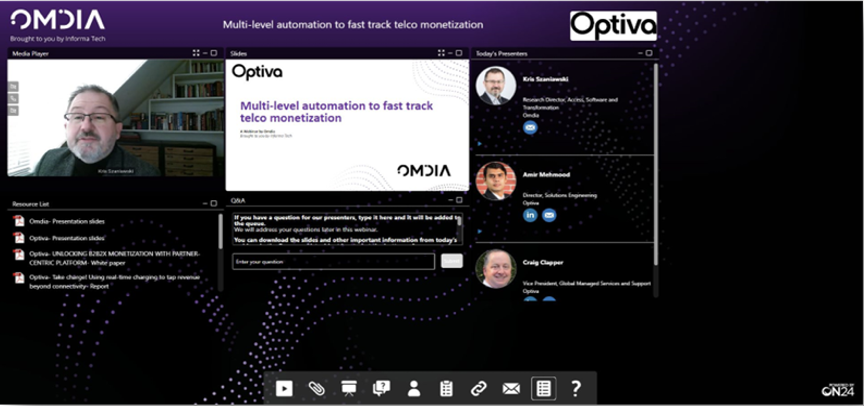 OMDIA
Brought to you by Informa Tech
Multi-level automation to fast track telco monetization
Optiva
Media Player
Kris Szaniawski
Slides
Optiva
Multi-level automation to fast track
telco monetization
A Webinar by Omdia
Brought to you by Informa Tech
OMDIA
Today's Presenters
Kris Szaniawski
Research Director, Access, Software and
Transformation
Omdia
Amir Mehmood
Director, Solutions Engineering
Optiva
Craig Clapper
Vice President, Global Managed Services and Support
Optiva
Resource List
Omdia- Presentation slides
Optiva- Presentation slides
Optiva- UNLOCKING B2B2X MONETIZATION WITH PARTNER-
CENTRIC PLATFORM- White paper
Optiva- Take charge! Using real-time charging to tap revenue
beyond connectivity- Report
Q&A
If you have a question for our presenters, type it here and it will be added to
the queue.
We will address your questions later in this webinar.
You can download the slides and other important information from today's
Enter your question
POWERED BY
ON24